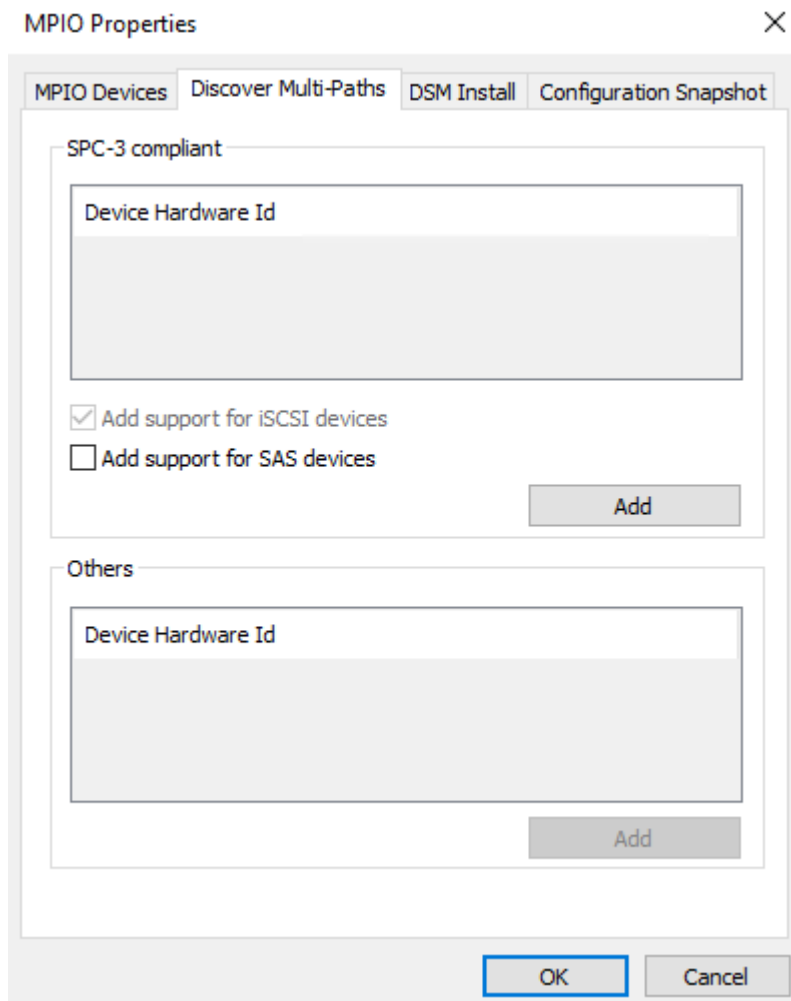 MPIO Properties
MPIO Devices Discover Multi-Paths DSM Install Configuration Snapshot
SPC-3 compliant
Device Hardware Id
Add support for iSCSI devices
Add support for SAS devices
Add
Others
Device Hardware Id
Add
OK Cancel